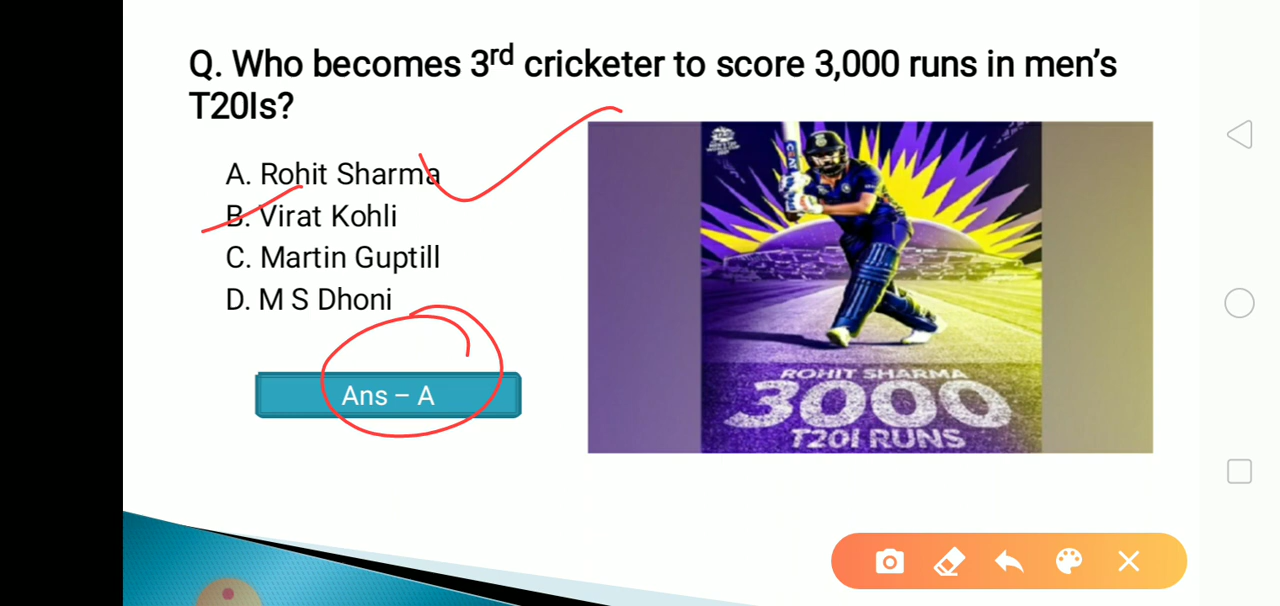 Q. Who becomes 3rd cricketer to score 3,000 runs in men's
T20Is?
A. Rohit Sharma
B. Virat Kohli
C. Martin Guptill
D. M S Dhoni
Ans – A
CEAT
ROHIT SHARMA
3000
T20I RUNS